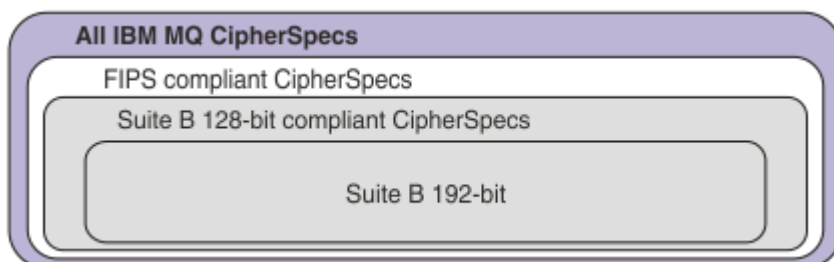 All IBM MQ CipherSpecs
FIPS compliant CipherSpecs
Suite B 128-bit compliant CipherSpecs
Suite B 192-bit